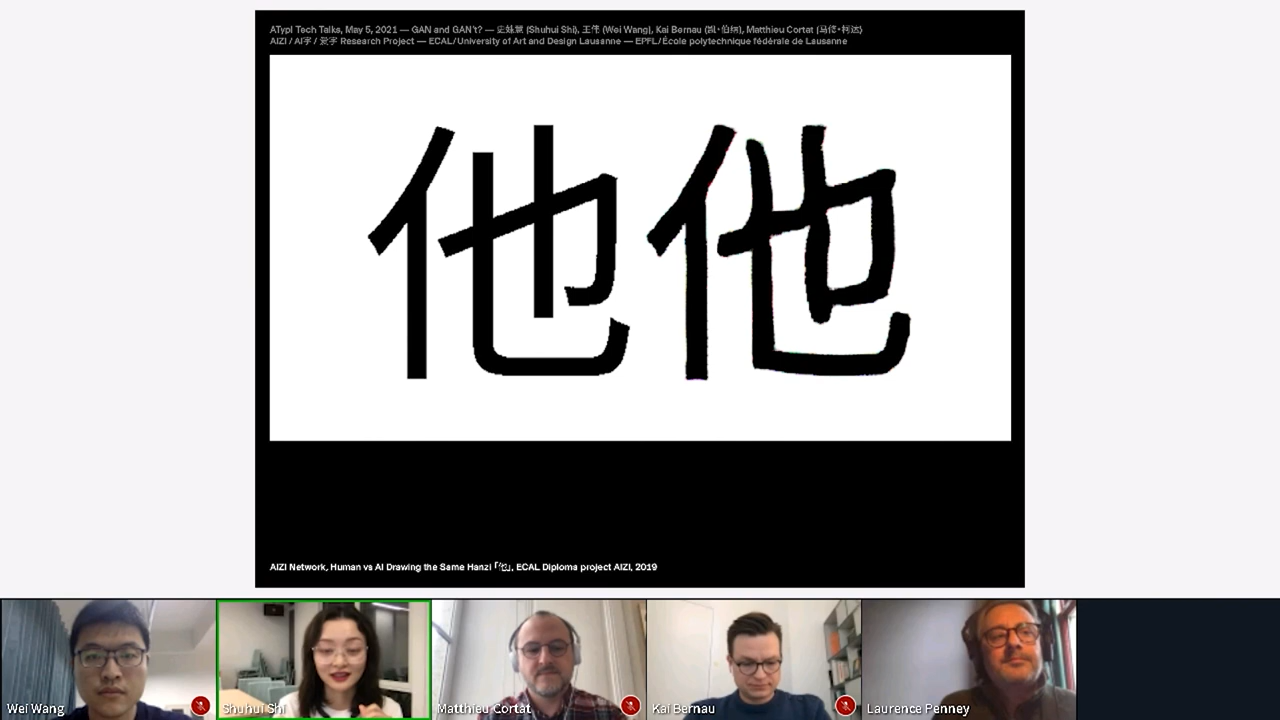 ATypI Tech Talks, May 5, 2021 — GAN and GAN't? — 史姝慧 (Shuhui Shi), 王伟 (Wei Wang), Kai Bernau (凯•伯纳), Matthieu Cortat (马修•柯达)
AIZI / AI字 / 爱字 Research Project — ECAL/University of Art and Design Lausanne — EPFL/École polytechnique fédérale de Lausanne
他他
AIZI Network, Human vs AI Drawing the Same Hanzi 「他」, ECAL Diploma project AIZI, 2019
Wei Wang
Shuhui Shi
Matthieu Cortat
Kai Bernau
Laurence Penney